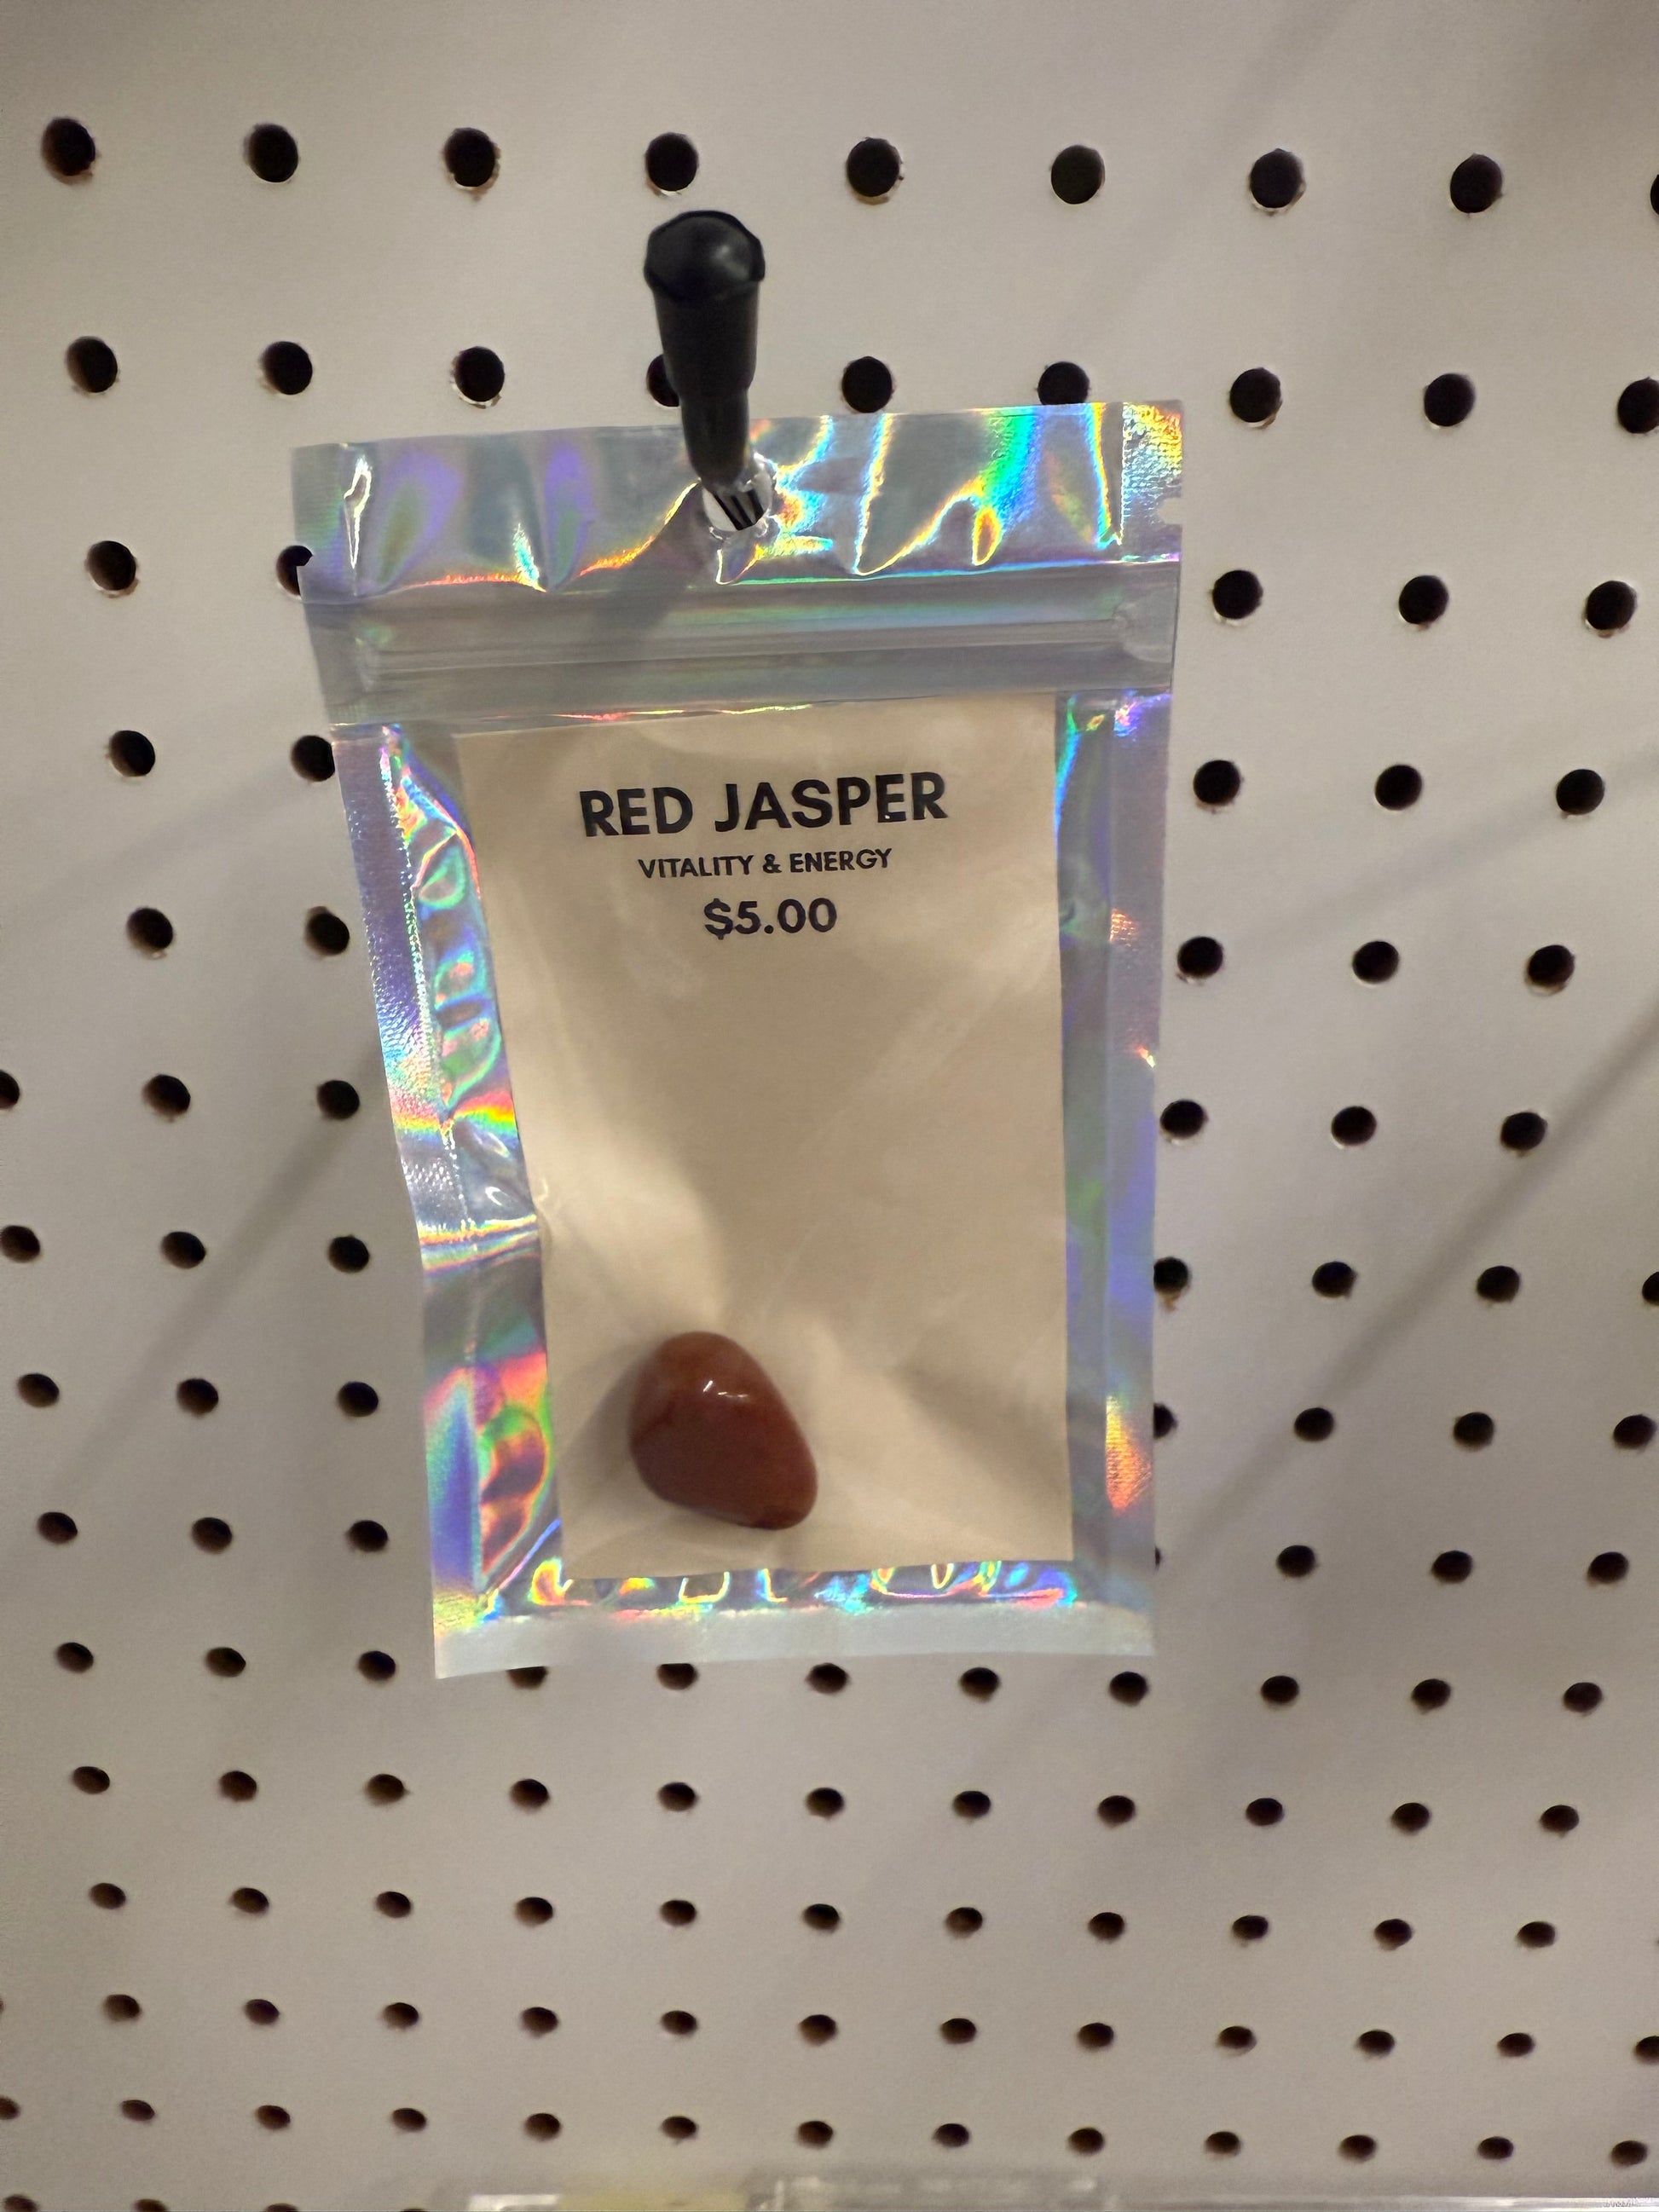 RED JASPER
VITALITY & ENERGY
$5.00